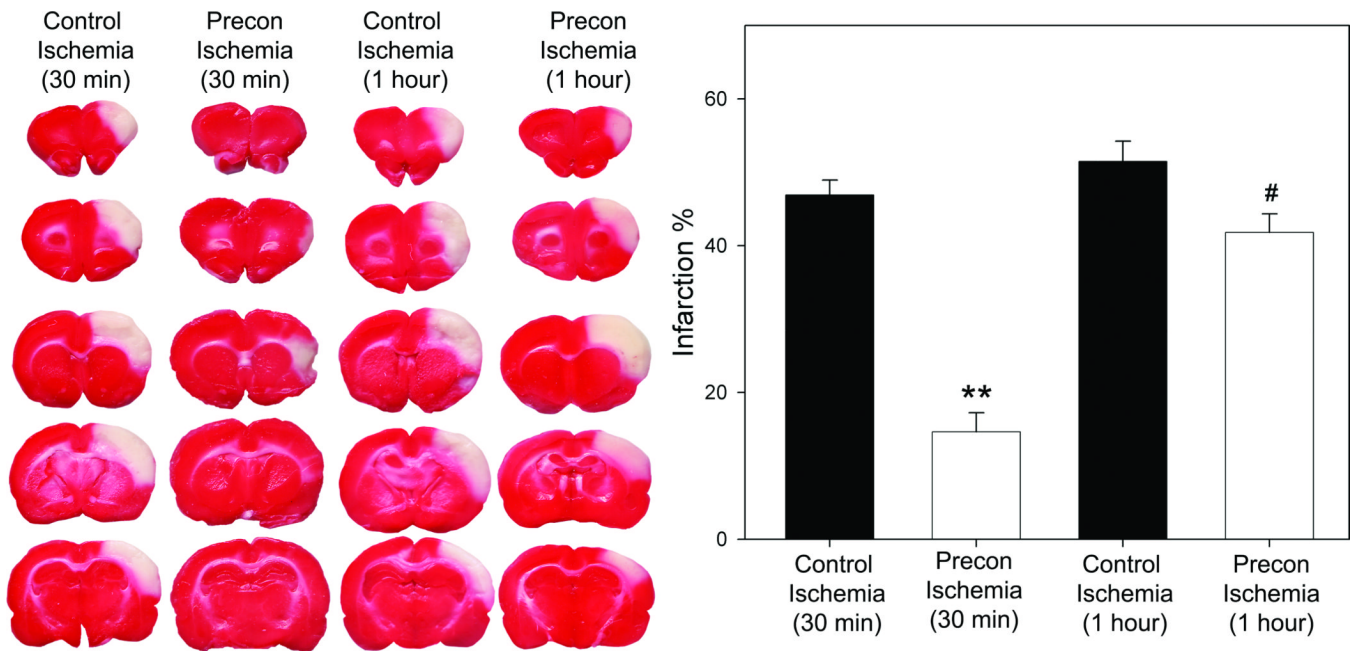 Control
Ischemia
(30 min)
Precon
Ischemia
(30 min)
Control
Ischemia
(1 hour)
Precon
Ischemia
(1 hour)
Infarction %
60
40
20
0
**
#
Control
Ischemia
(30 min)
Precon
Ischemia
(30 min)
Control
Ischemia
(1 hour)
Precon
Ischemia
(1 hour)